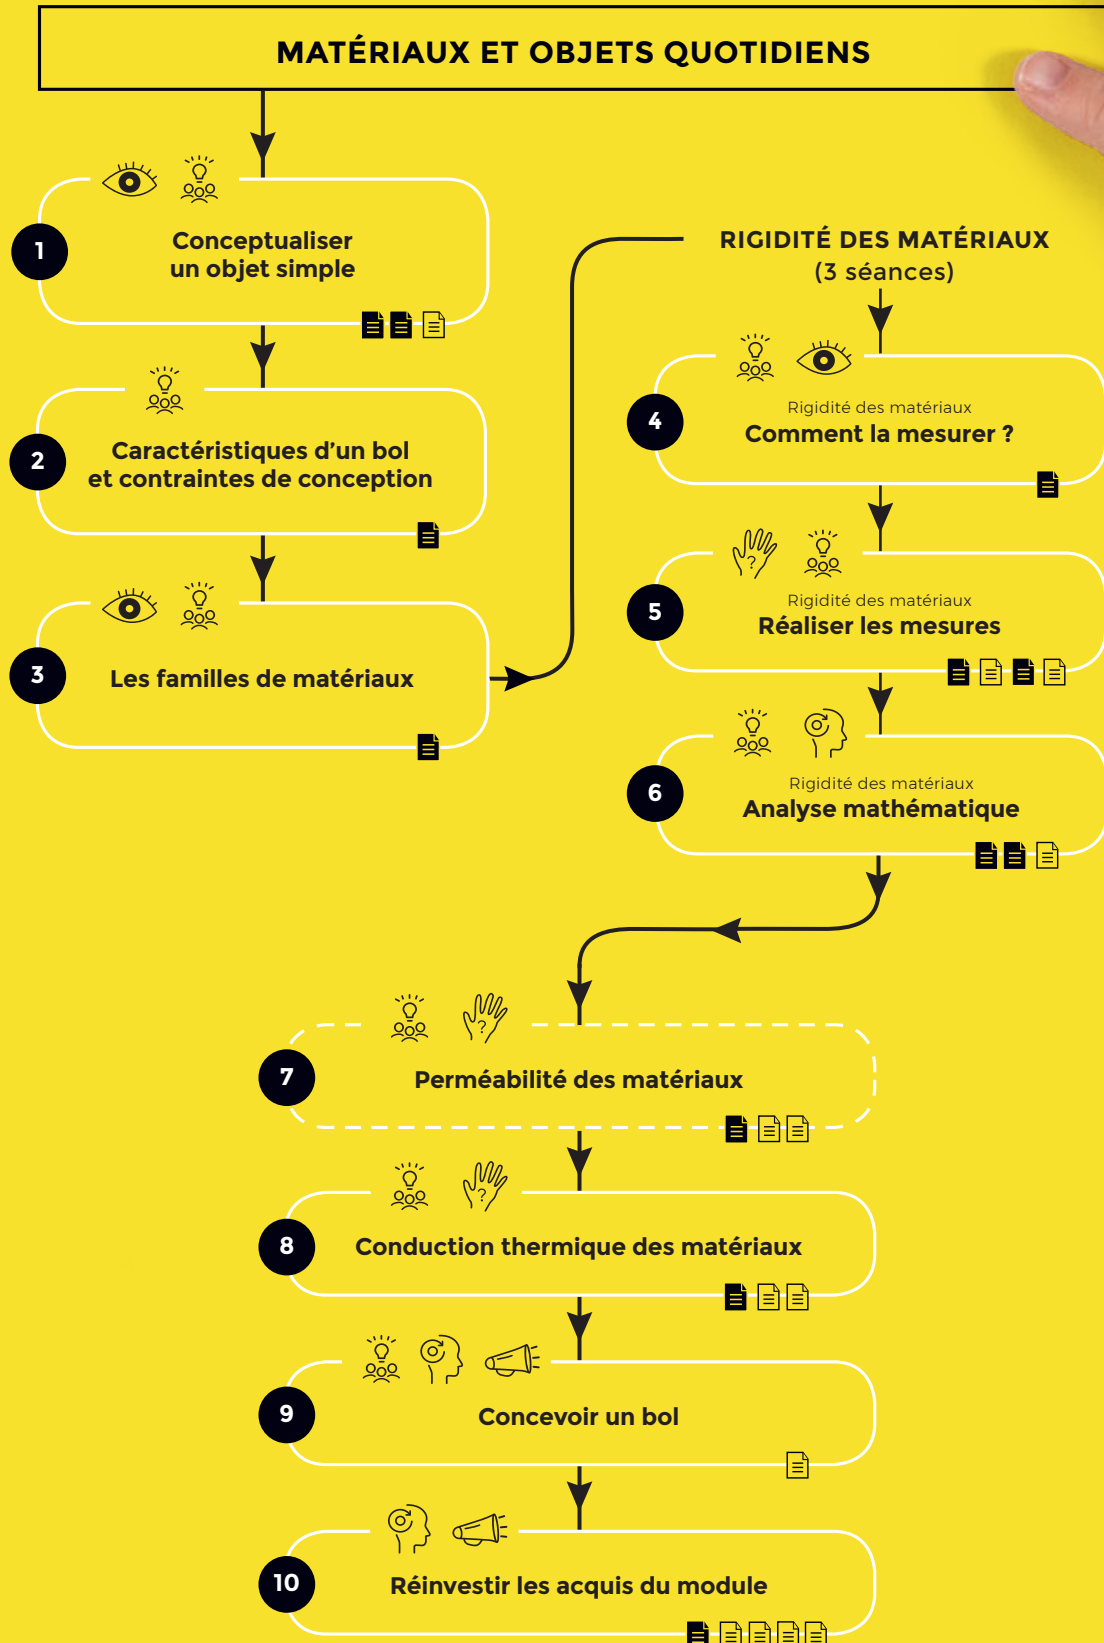 MATÉRIAUX ET OBJETS QUOTIDIENS
1
Conceptualiser
un objet simple
2
Caractéristiques d'un bol
et contraintes de conception
3
Les familles de matériaux
RIGIDITÉ DES MATÉRIAUX
(3 séances)
4
Rigidité des matériaux
Comment la mesurer ?
5
?
Rigidité des matériaux
Réaliser les mesures
6
Rigidité des matériaux
Analyse mathématique
?
7
Perméabilité des matériaux
?
8
Conduction thermique des matériaux
9
Concevoir un bol
10
Réinvestir les acquis du module